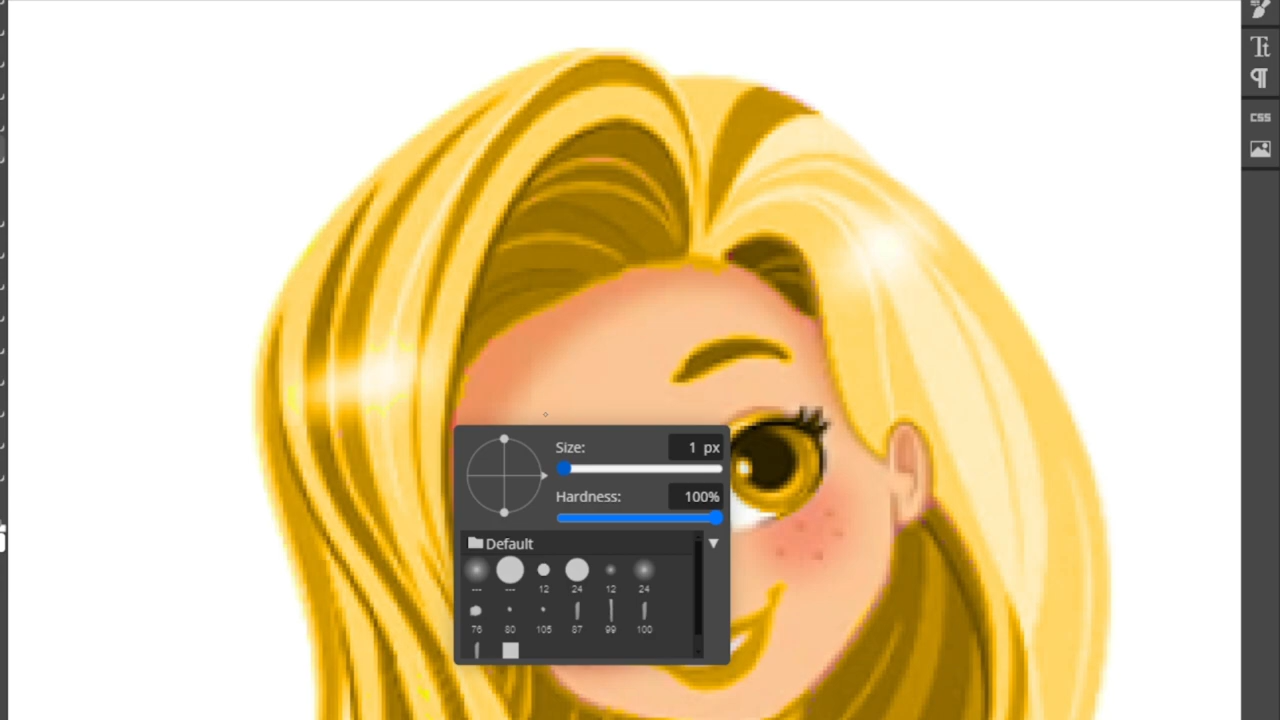 Tt
¶
CSS
Size: 1 px
Hardness: 100%
Default
--- --- 12 24 12 24
76 80 105 87 99 100